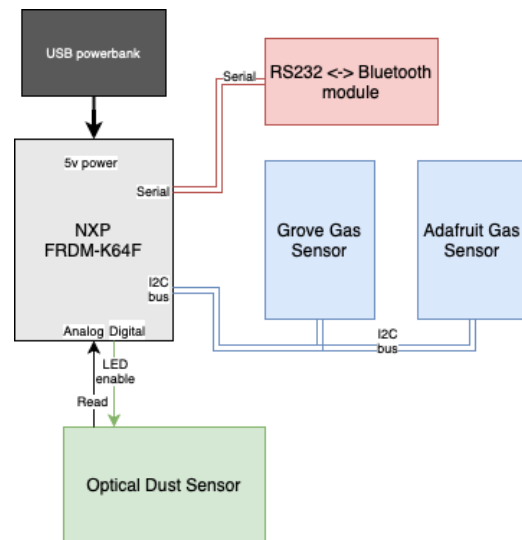 USB powerbank
Serial
RS232 <-> Bluetooth
module
5v power
Serial
NXP
FRDM-K64F
Grove Gas
Sensor
Adafruit Gas
Sensor
I2C
bus
Analog Digital
I2C
bus
LED
enable
Read
Optical Dust Sensor